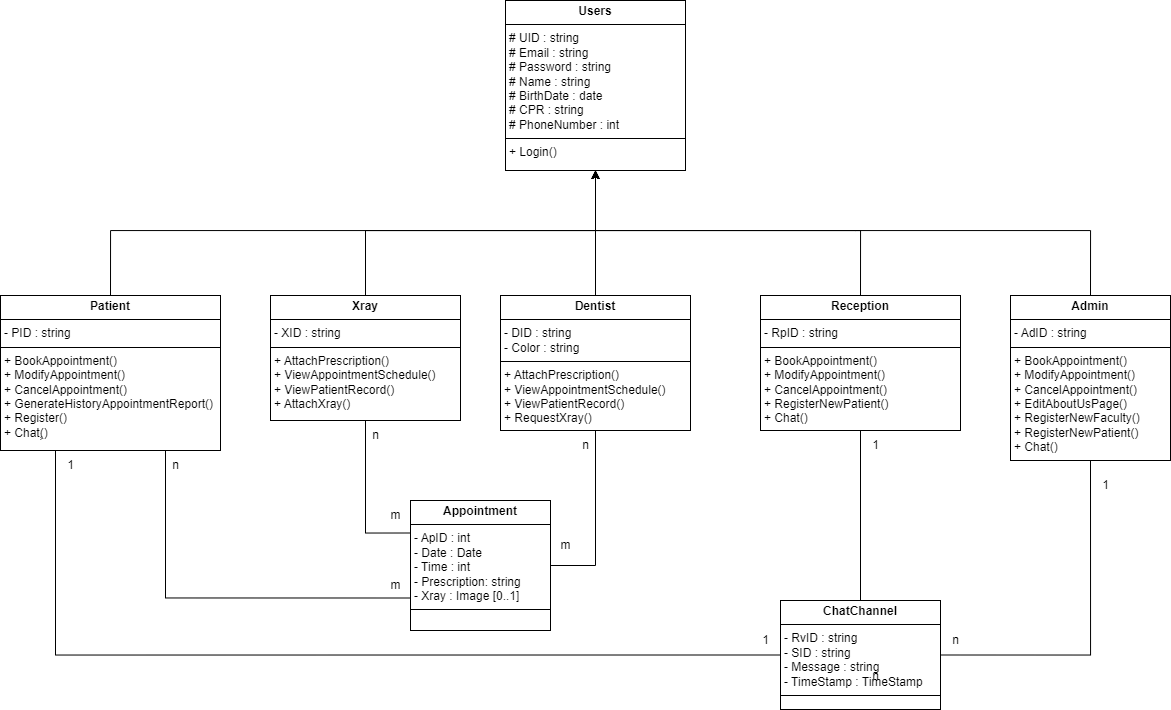 Users
# UID : string
# Email : string
# Password : string
# Name : string
# BirthDate : date
# CPR : string
# PhoneNumber : int
+ Login()
Patient
- PID : string
+ BookAppointment()
+ ModifyAppointment()
+ CancelAppointment()
+ GenerateHistoryAppointmentReport()
+ Register()
+ Chat()
Xray
- XID : string
+ AttachPrescription()
+ ViewAppointmentSchedule()
+ ViewPatientRecord()
+ AttachXray()
Dentist
- DID : string
- Color : string
+ AttachPrescription()
+ ViewAppointmentSchedule()
+ ViewPatientRecord()
+ RequestXray()
Reception
- RpID : string
+ BookAppointment()
+ ModifyAppointment()
+ CancelAppointment()
+ RegisterNewPatient()
+ Chat()
Admin
- AdID : string
+ BookAppointment()
+ ModifyAppointment()
+ CancelAppointment()
+ EditAboutUsPage()
+ RegisterNewFaculty()
+ RegisterNewPatient()
+ Chat()
1
n
n
n
1
1
m
m
m
Appointment
- ApID : int
- Date : Date
- Time : int
- Prescription: string
- Xray : Image [0..1]
1
n
ChatChannel
- RvID : string
- SID : string
- Message : string
- TimeStamp : TimeStamp
n